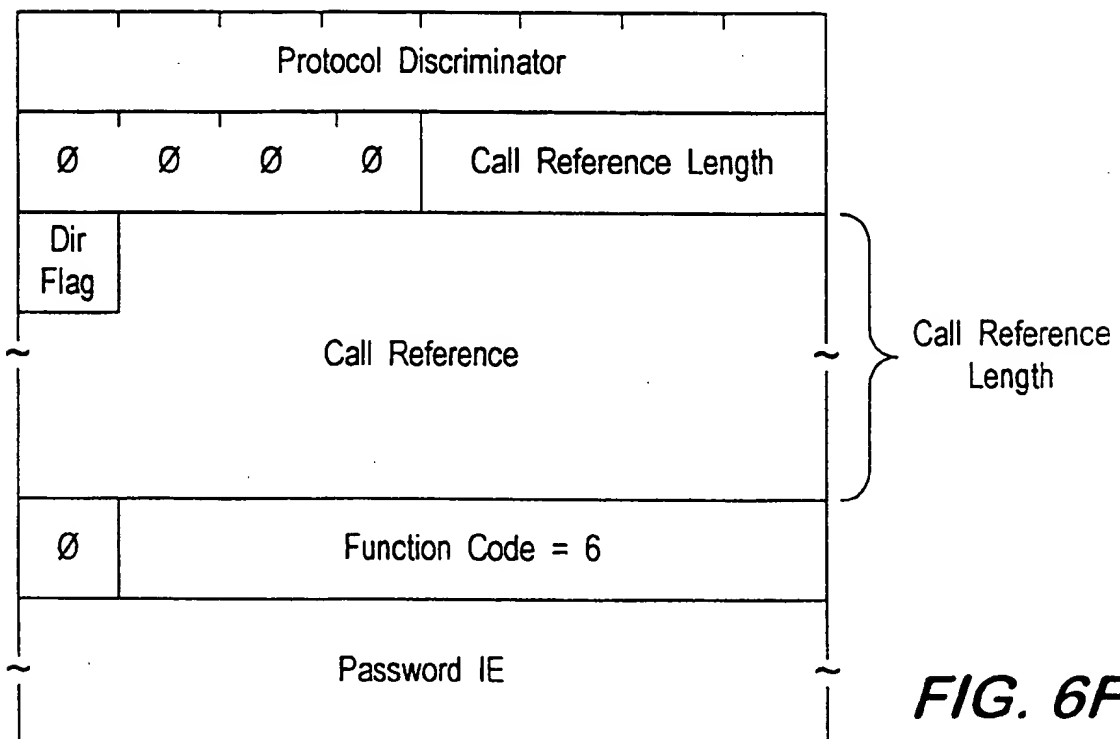 Protocol Discriminator
Ø Ø Ø Ø Call Reference Length
Dir
Flag
Call Reference
Call Reference
Length
Ø Function Code = 6
Password IE
FIG. 6F